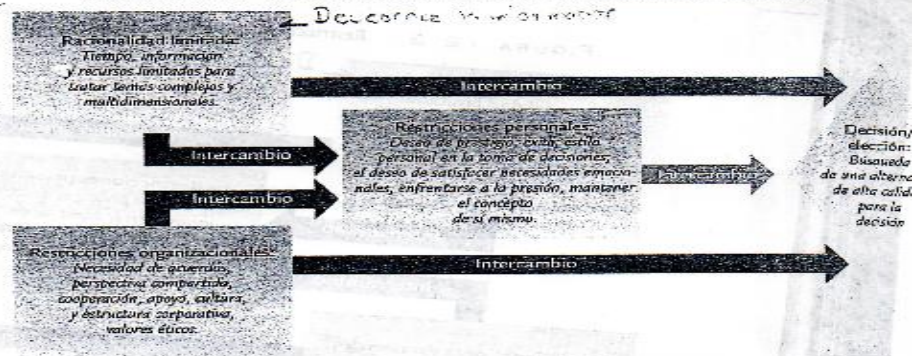 Racionalidad limitada:
Tiempo, información
y recursos limitados para
tratar temas complejos y
multidimensionales.
Intercambio
Intercambio
Intercambio
Restricciones personales:
Deseo de prestigio, éxito, estilo
personal en la toma de decisiones,
el deseo de satisfacer necesidades emocio-
nales, enfrentarse a la presión, mantener
el concepto
de sí mismo.
Intercambio
Decisión/
elección:
Búsqueda
de una alterna
de alta calid
para la
decisión
Restricciones organizacionales:
Necesidad de acuerdos,
perspectiva compartida,
cooperación, apoyo, cultura,
y estructura corporativa,
valores éticos.
Intercambio